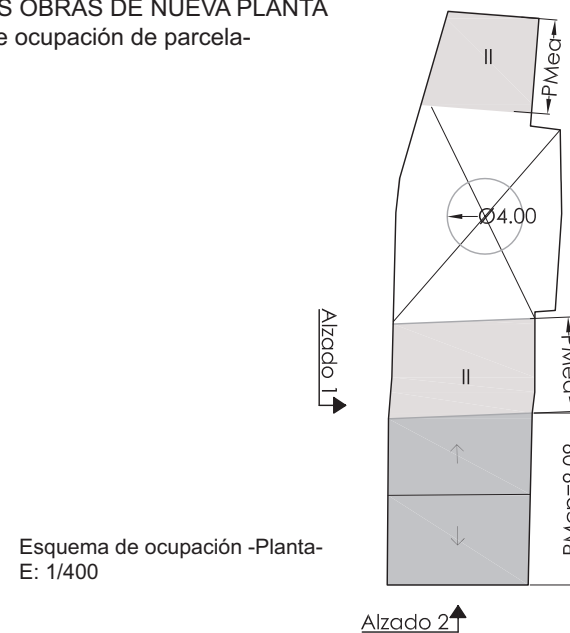 S OBRAS DE NUEVA PLANTA
e ocupación de parcela-
II
PMea
Ø4.00
Alzado 1
II
Esquema de ocupación -Planta-
E: 1/400
Alzado 2